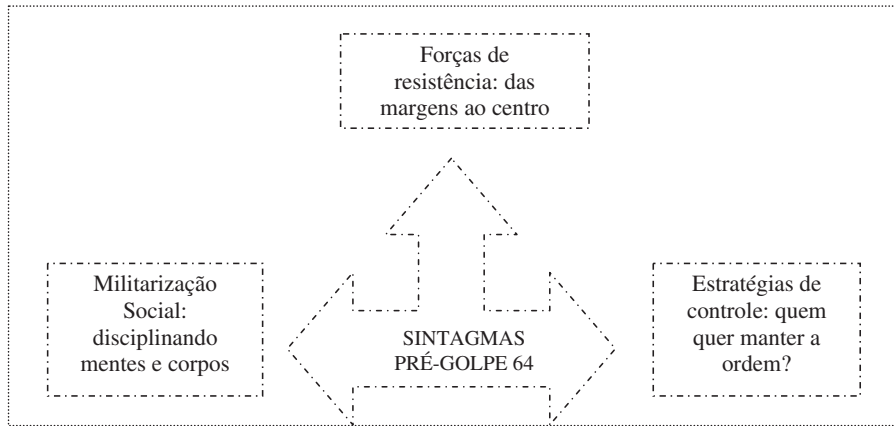 Forças de
resistência: das
margens ao centro
Militarização
Social:
disciplinando
mentes e corpos
SINTAGMAS
PRÉ-GOLPE 64
Estratégias de
controle: quem
quer manter a
ordem?